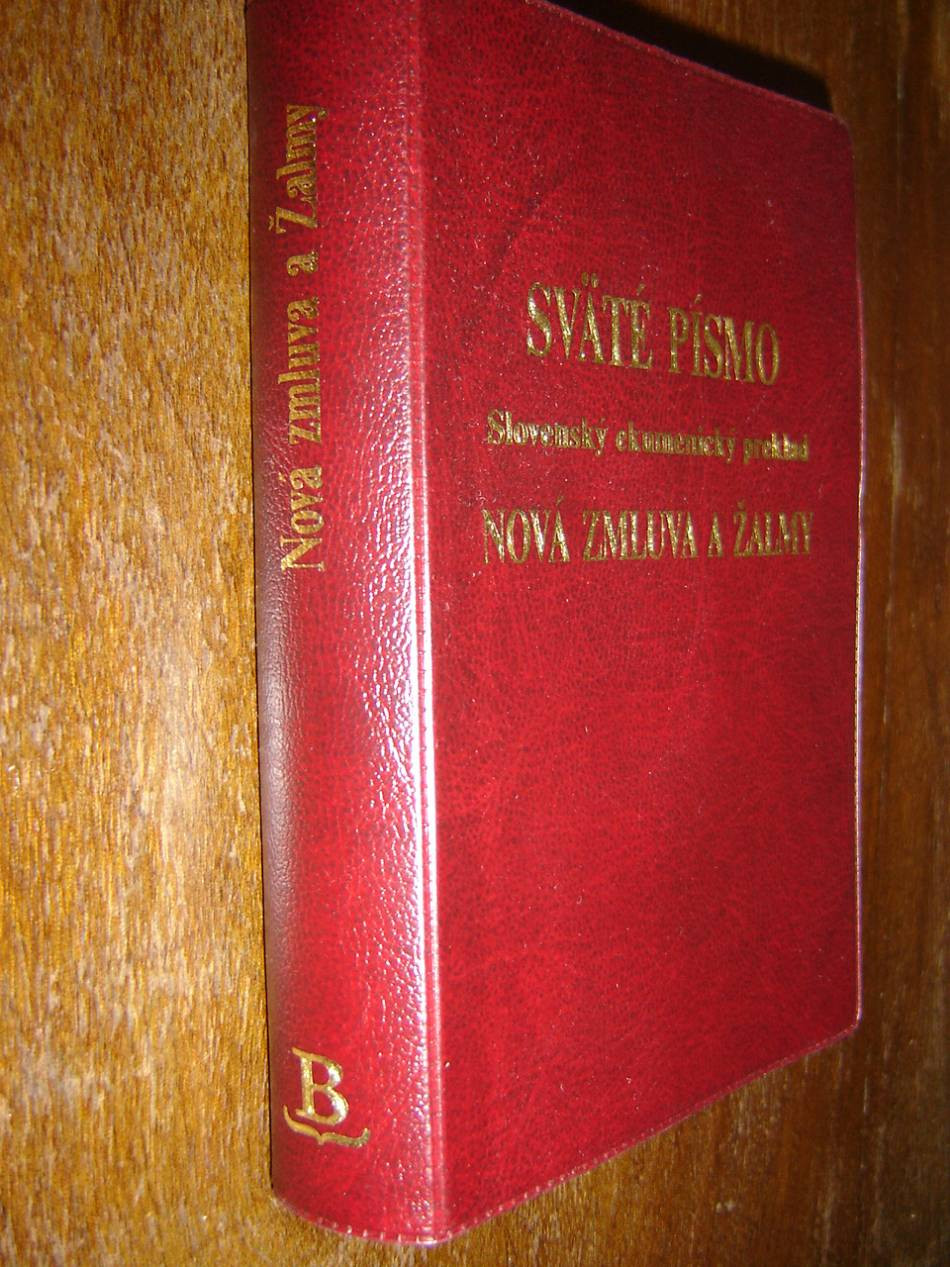 Nová zmluva a Žalmy
B
SVÄTÉ PÍSMO
Slovenský ekumenický preklad
NOVÁ ZMLUVA A ŽALMY